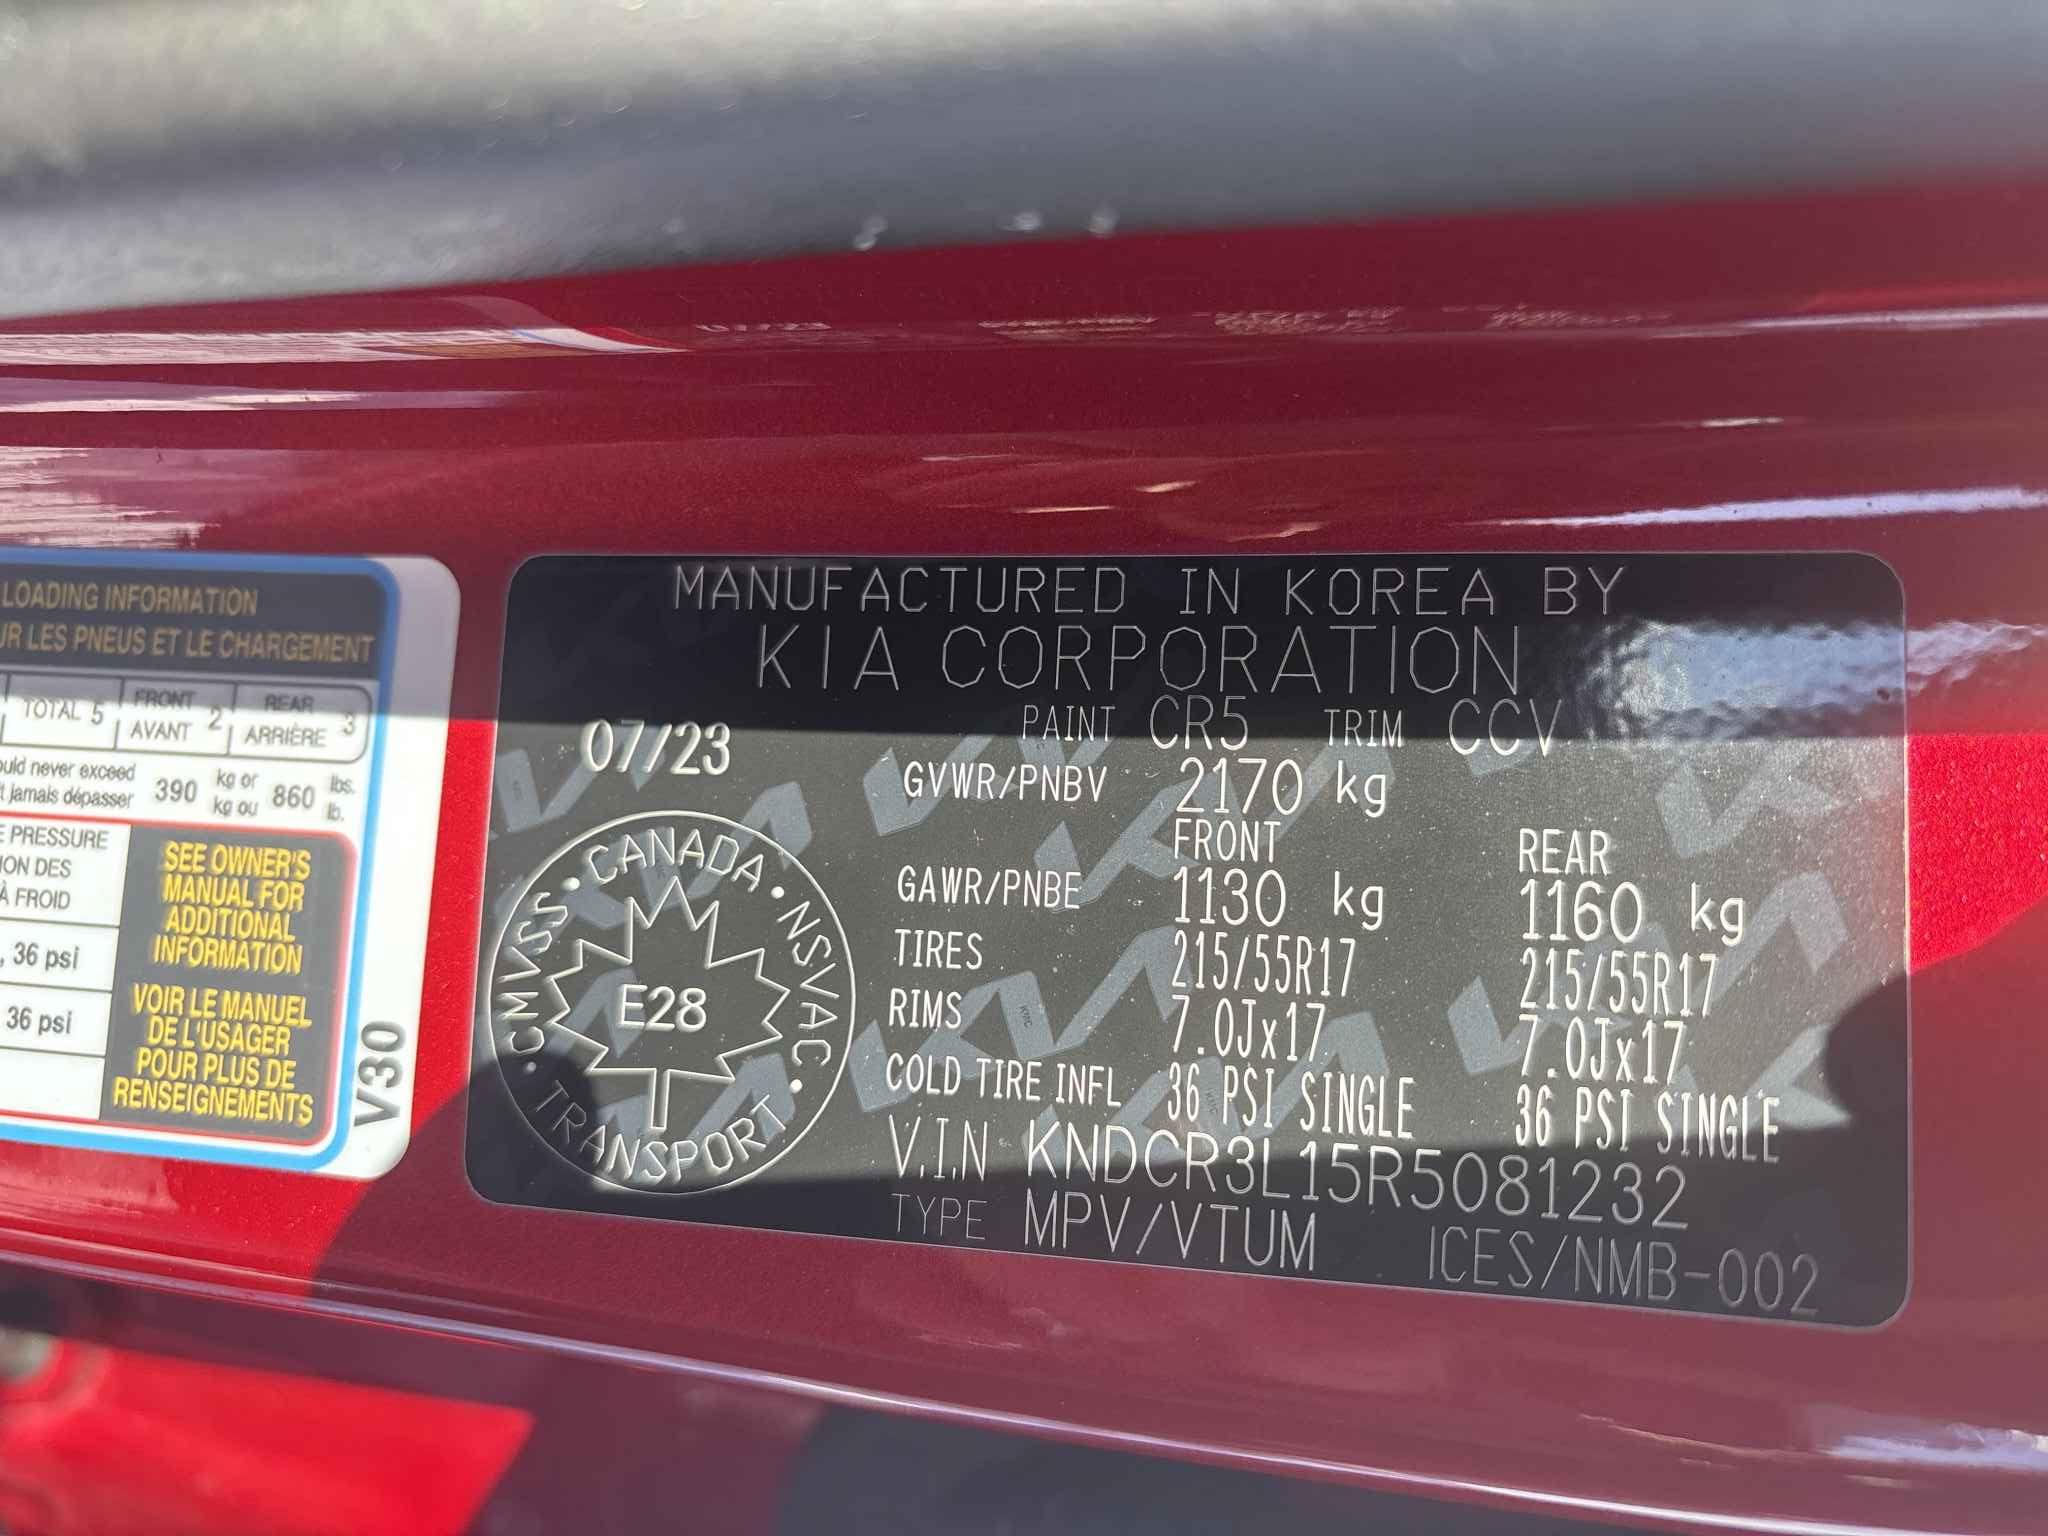 LOADING INFORMATION
UR LES PNEUS ET LE CHARGEMENT
TOTAL 5 FRONT AVANT 2 REAR ARRIÈRE 3
never exceed
jamais dépasser
390 kg or kg ou 860 lbs. lb.
PRESSURE
DES
À FROID
36 psi
36 psi
SEE OWNER'S
MANUAL FOR
ADDITIONAL
INFORMATION
VOIR LE MANUEL
DE L'USAGER
POUR PLUS DE
RENSEIGNEMENTS
V30
MANUFACTURED IN KOREA BY
KIA CORPORATION
PAINT CR5 TRIM CCV
07/23
GVWR/PNBV 2170 kg
FRONT REAR
GAWR/PNBE 1130 kg 1160 kg
TIRES 215/55R17 215/55R17
RIMS 7.0Jx17 7.0Jx17
COLD TIRE INFL 36 PSI SINGLE 36 PSI SINGLE
V.I.N KNDCR3L15R5081232
TYPE MPV/VTUM ICES/NMB-002
CMVSS • CANADA • NSVAC •
TRANSPORT •
E28